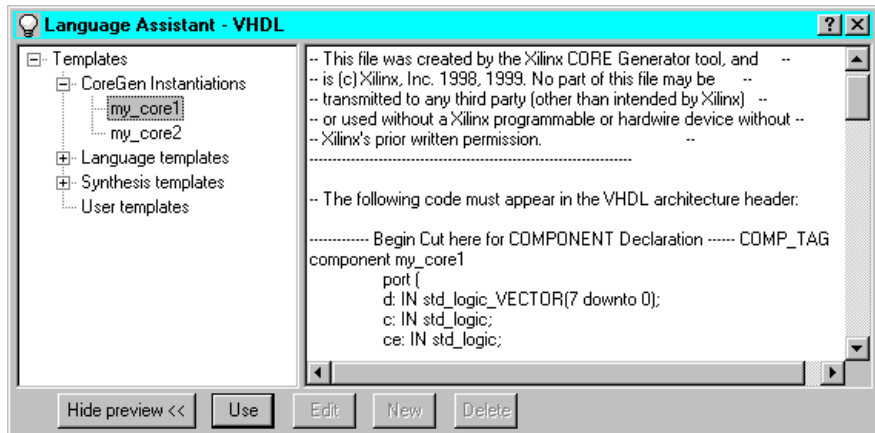 Language Assistant - VHDL
Templates
CoreGen Instantiations
my_core1
my_core2
Language templates
Synthesis templates
User templates
-- This file was created by the Xilinx CORE Generator tool, and --
-- is (c) Xilinx, Inc. 1998, 1999. No part of this file may be --
-- transmitted to any third party (other than intended by Xilinx) --
-- or used without a Xilinx programmable or hardwire device without --
-- Xilinx's prior written permission. --
--------------------------------------------------------------------
-- The following code must appear in the VHDL architecture header:
------------- Begin Cut here for COMPONENT Declaration ------ COMP_TAG
component my_core1
port (
d: IN std_logic_VECTOR(7 downto 0);
c: IN std_logic;
ce: IN std_logic;
Hide preview << Use Edit New Delete